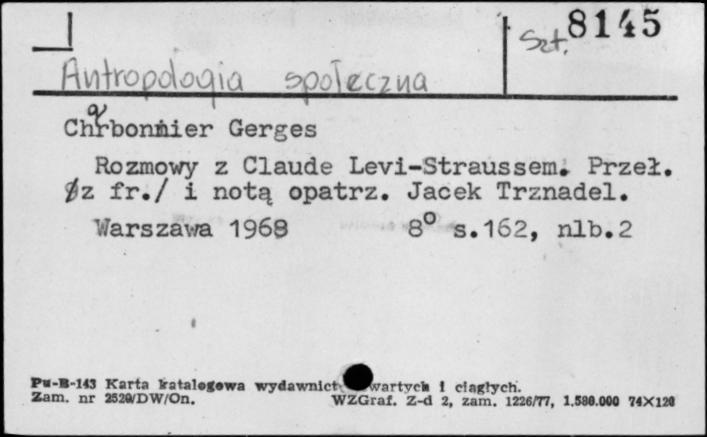 Szt. 8145
Antropologia społeczna
Charbonnier Gerges
Rozmowy z Claude Levi-Straussem. Przeł.
/z fr./ i notą opatrz. Jacek Trznadel.
Warszawa 1968 8° s.162, nlb.2
Pu-B-143 Karta katalogowa wydawnict wartych i ciągłych.
Zam. nr 2520/DW/On. WZGraf. Z-d 2, zam. 1226/77, 1.580.000 74X120